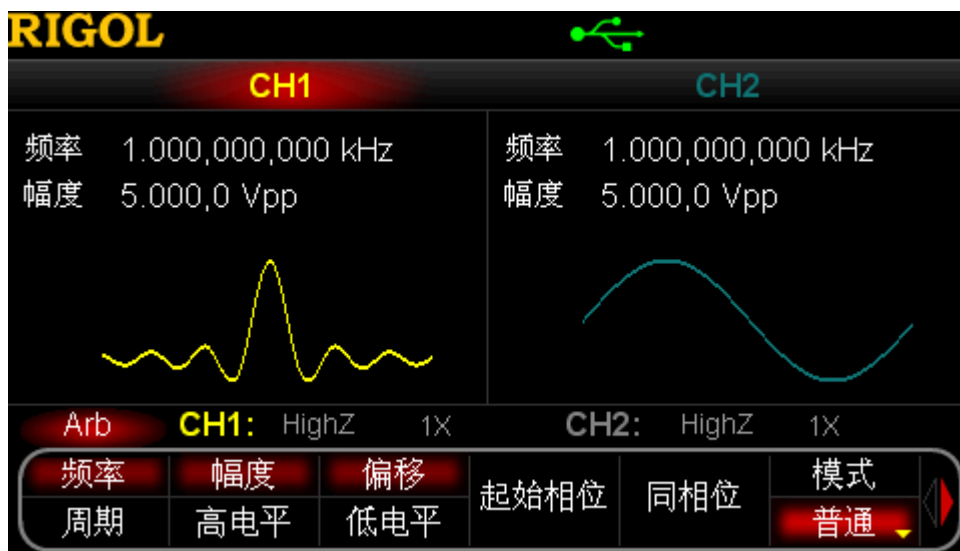 RIGOL
CH1 CH2
频率 1.000,000,000 kHz 频率 1.000,000,000 kHz
幅度 5.000,0 Vpp 幅度 5.000,0 Vpp
Arb CH1: HighZ 1X CH2: HighZ 1X
频率 幅度 偏移 起始相位 同相位 模式
周期 高电平 低电平 普通